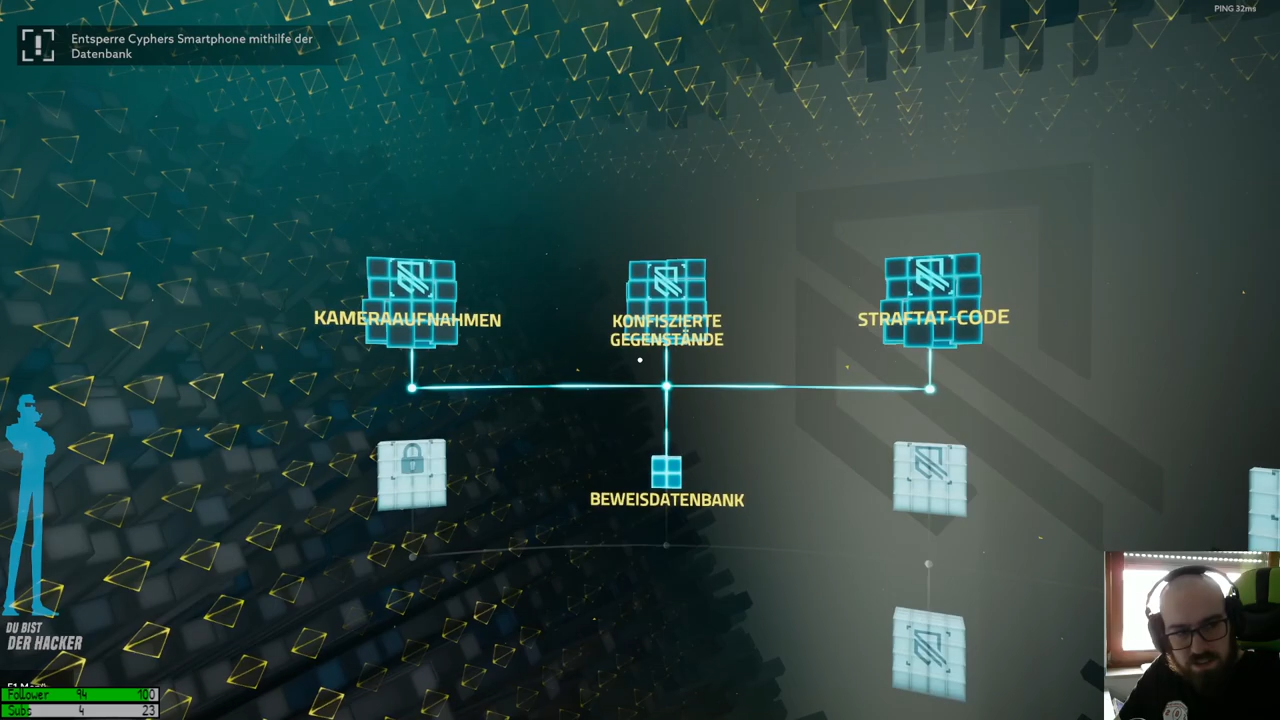 PING 32ms
Entsperre Cyphers Smartphone mithilfe der
Datenbank
KAMERAAUFNAHMEN
KONFISZIERTE
GEGENSTÄNDE
STRAFTAT-CODE
BEWEISDATENBANK
DU BIST
DER HACKER
Follower 94 100
Subs 4 23